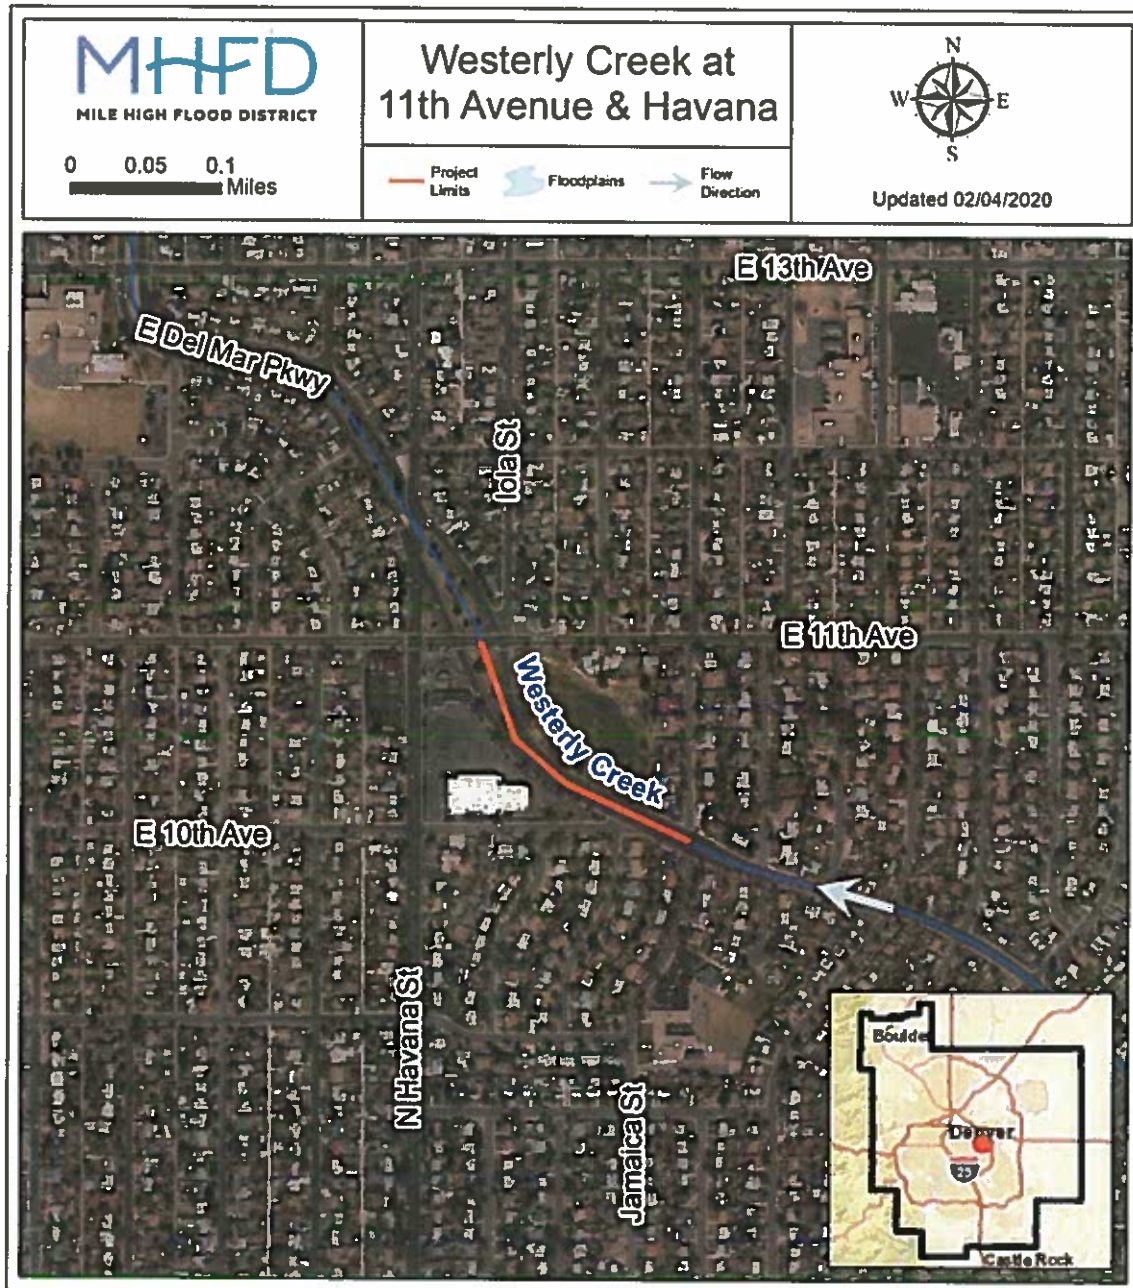 MHFD
MILE HIGH FLOOD DISTRICT
0 0.05 0.1
Miles
Westerly Creek at
11th Avenue & Havana
Project
Limits
Floodplains
Flow
Direction
N
W E
S
Updated 02/04/2020
E 13th Ave
E Del Mar Pkwy
Iola St
E 11th Ave
Westerly Creek
E 10th Ave
N Havana St
Jamaica St
Boulde
Denver
25
Castle Rock